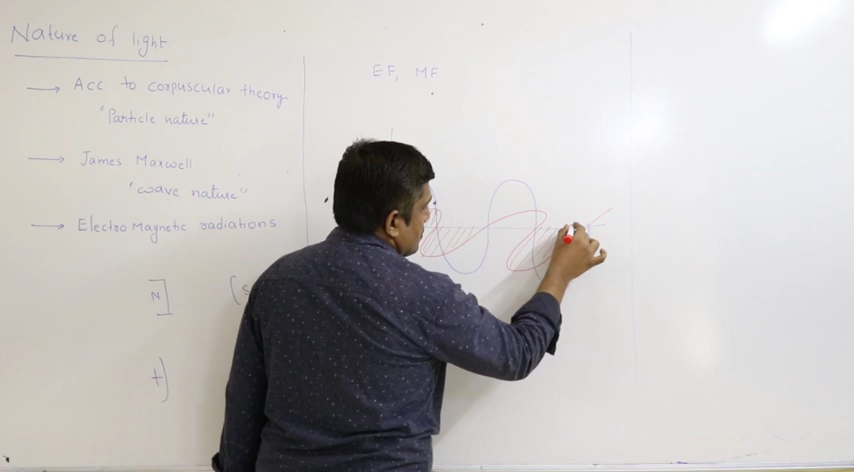 Nature of light
→ Acc to corpuscular theory
"Particle nature"
→ James Maxwell
"wave nature"
→ Electro Magnetic radiations
N]
(S
+)
EF, MF